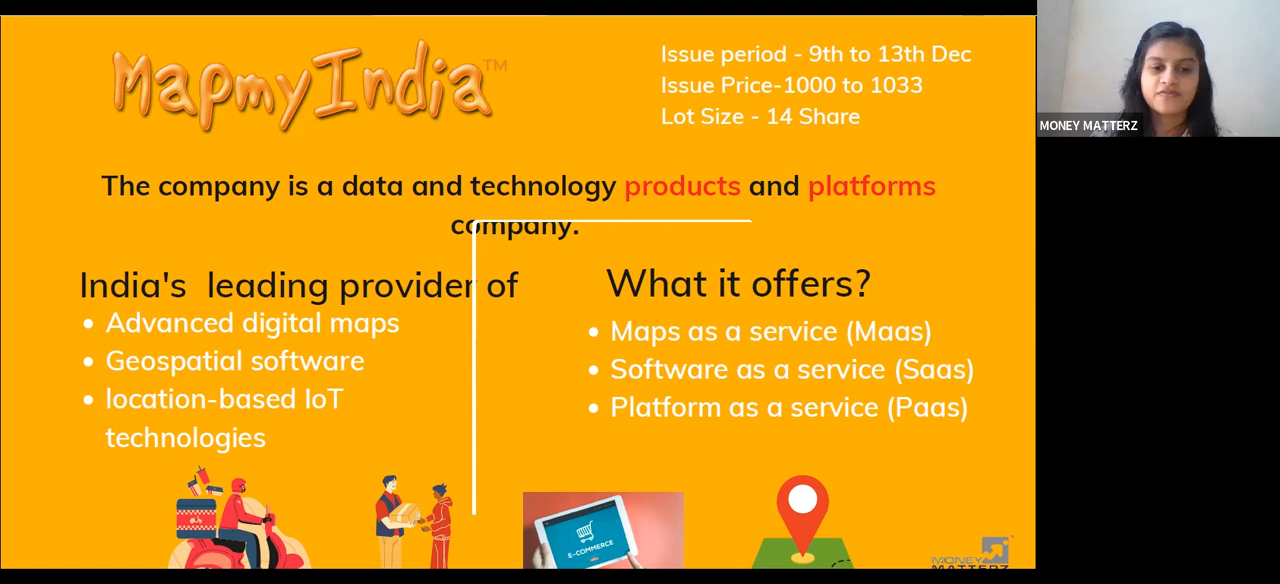 MapmyIndia™
Issue period - 9th to 13th Dec
Issue Price-1000 to 1033
Lot Size - 14 Share
MONEY MATTERZ
The company is a data and technology products and platforms
company.
India's leading provider of
• Advanced digital maps
• Geospatial software
• location-based IoT
technologies
What it offers?
• Maps as a service (Maas)
• Software as a service (Saas)
• Platform as a service (Paas)
E-COMMERCE
MONEY
MATTERZ